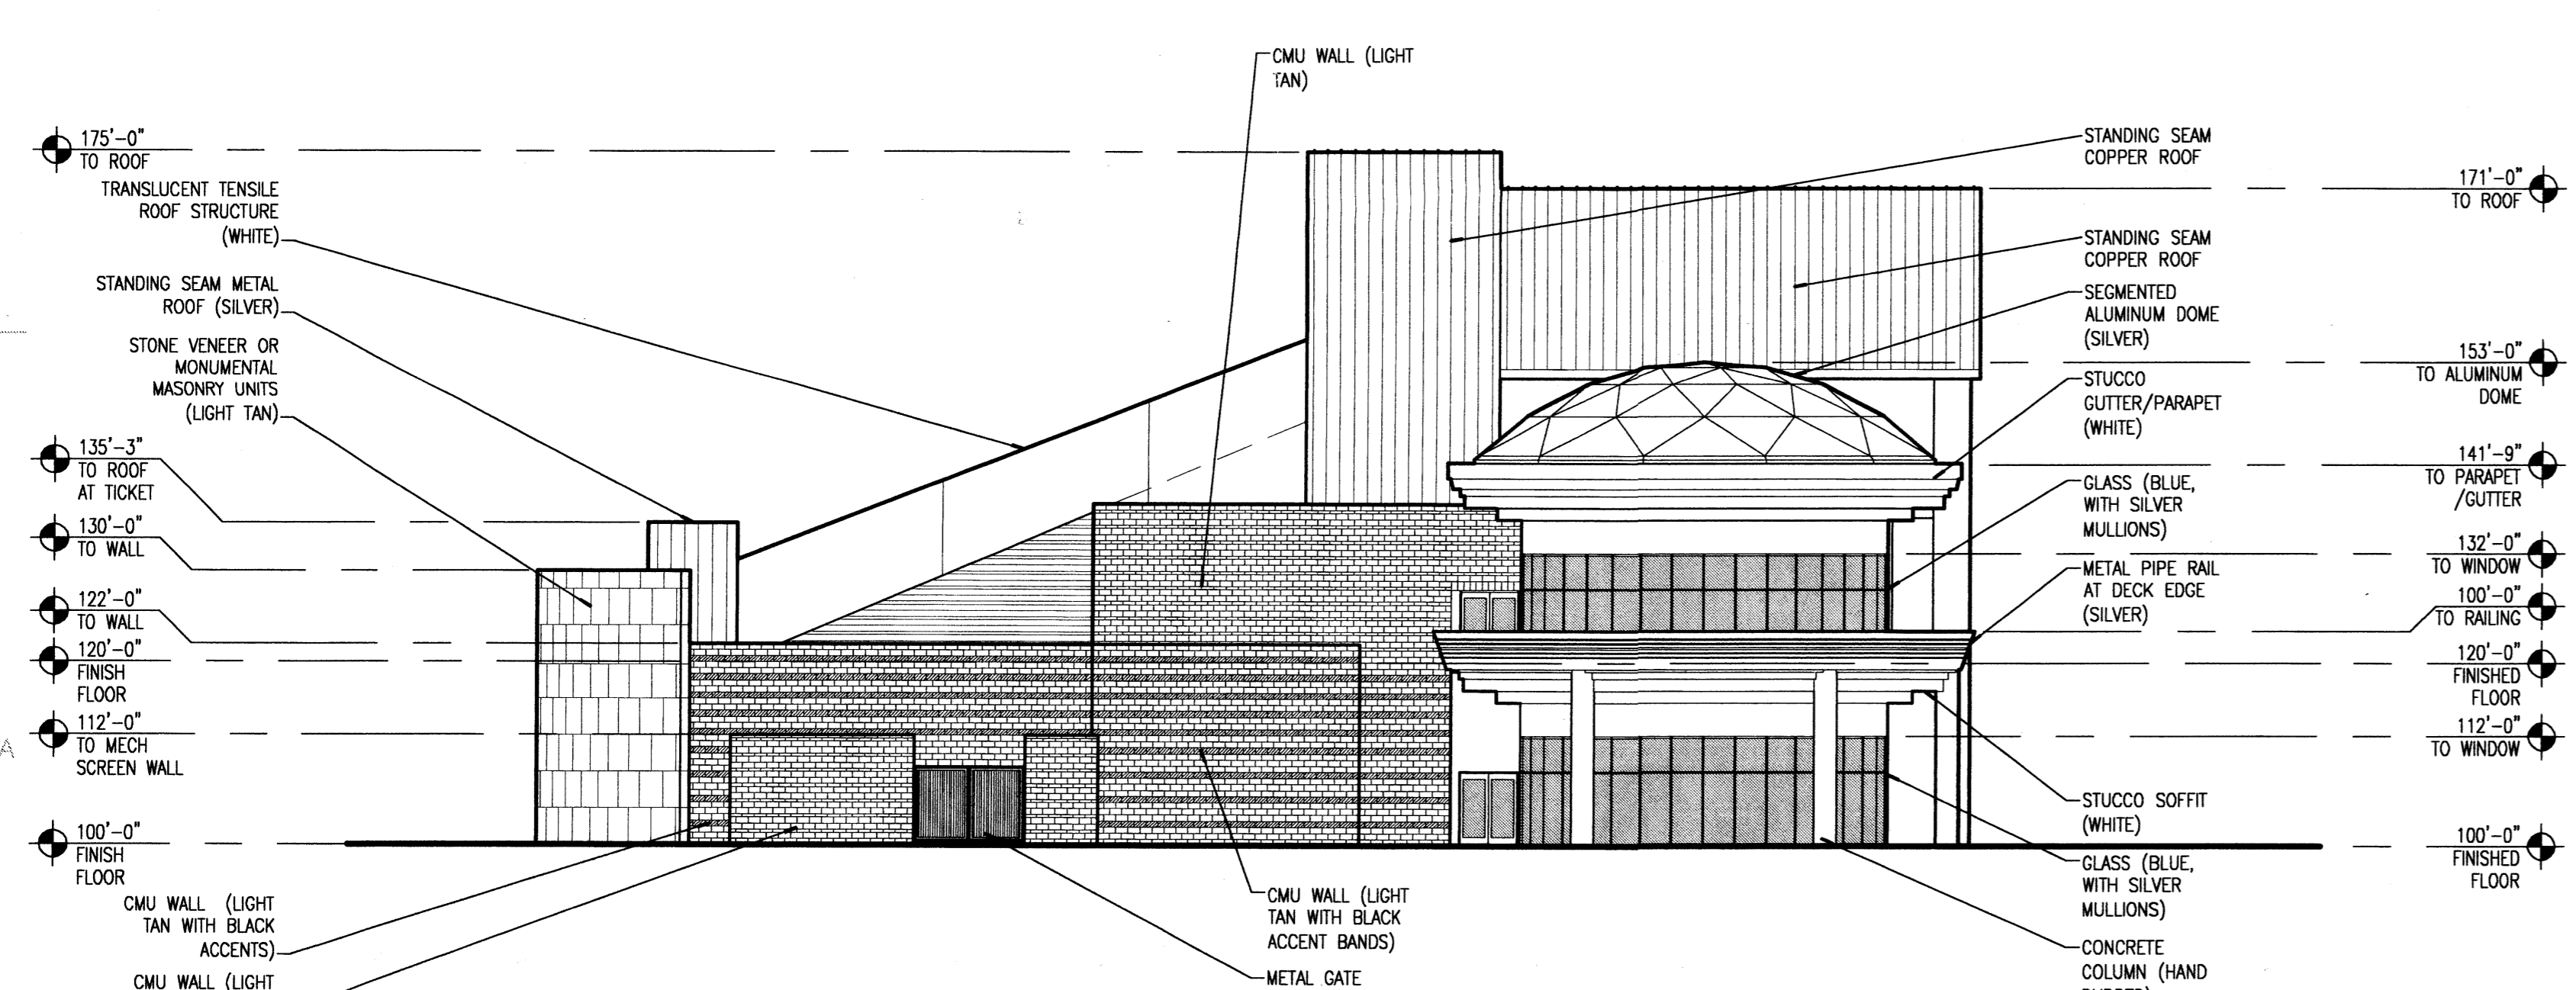 CMU WALL (LIGHT
TAN)
175'-0"
TO ROOF
TRANSLUCENT TENSILE
ROOF STRUCTURE
(WHITE)
STANDING SEAM METAL
ROOF (SILVER)
STONE VENEER OR
MONUMENTAL
MASONRY UNITS
(LIGHT TAN)
135'-3"
TO ROOF
AT TICKET
130'-0"
TO WALL
122'-0"
TO WALL
120'-0"
FINISH
FLOOR
112'-0"
TO MECH
SCREEN WALL
100'-0"
FINISH
FLOOR
CMU WALL (LIGHT
TAN WITH BLACK
ACCENTS)
CMU WALL (LIGHT
CMU WALL (LIGHT
TAN WITH BLACK
ACCENT BANDS)
METAL GATE
STANDING SEAM
COPPER ROOF
STANDING SEAM
COPPER ROOF
SEGMENTED
ALUMINUM DOME
(SILVER)
STUCCO
GUTTER/PARAPET
(WHITE)
GLASS (BLUE,
WITH SILVER
MULLIONS)
METAL PIPE RAIL
AT DECK EDGE
(SILVER)
STUCCO SOFFIT
(WHITE)
GLASS (BLUE,
WITH SILVER
MULLIONS)
CONCRETE
COLUMN (HAND
171'-0"
TO ROOF
153'-0"
TO ALUMINUM
DOME
141'-9"
TO PARAPET
/GUTTER
132'-0"
TO WINDOW
100'-0"
TO RAILING
120'-0"
FINISHED
FLOOR
112'-0"
TO WINDOW
100'-0"
FINISHED
FLOOR